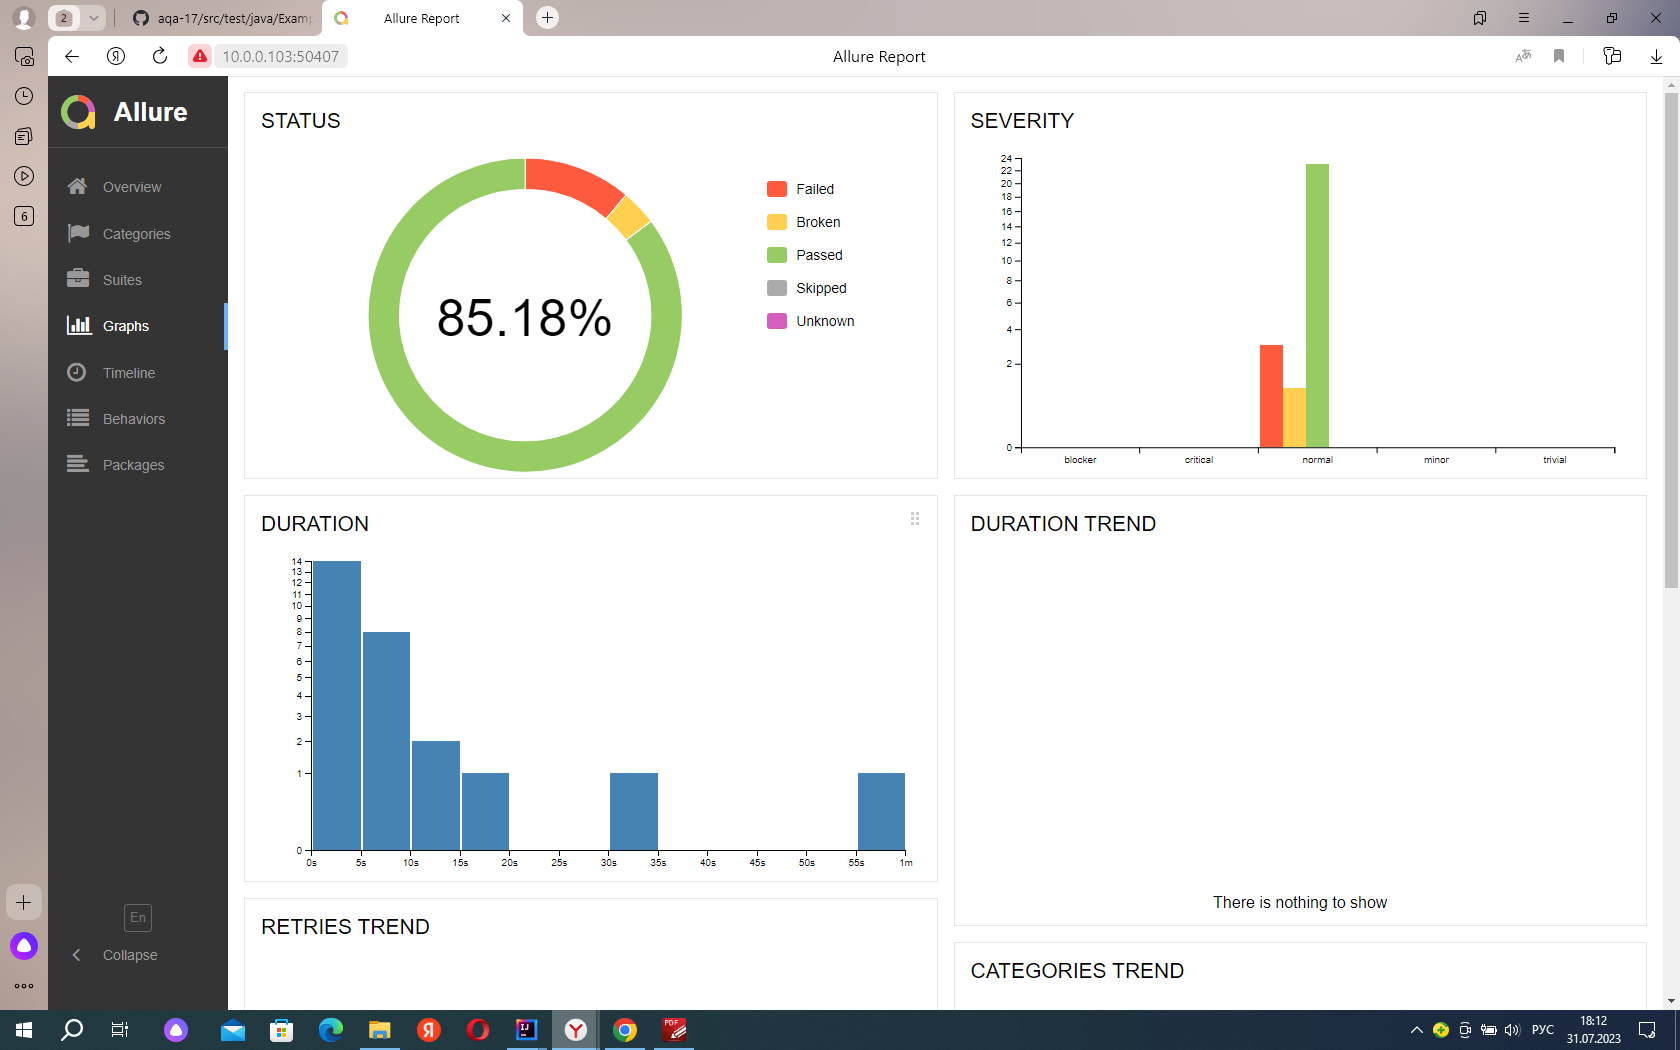 2
aqa-17/src/test/java/Examp
Allure Report
Я
10.0.0.103:50407
Allure Report
6
Allure
Overview
Categories
Suites
Graphs
Timeline
Behaviors
Packages
En
Collapse
STATUS
85.18%
Failed
Broken
Passed
Skipped
Unknown
SEVERITY
24
22
20
18
16
14
12
10
8
6
4
2
0
blocker critical normal minor trivial
DURATION
14
13
12
11
10
9
8
7
6
5
4
3
2
1
0
0s 5s 10s 15s 20s 25s 30s 35s 40s 45s 50s 55s 1m
DURATION TREND
There is nothing to show
RETRIES TREND
CATEGORIES TREND
Я
IJ
Y
PDF
РУС
18:12
31.07.2023